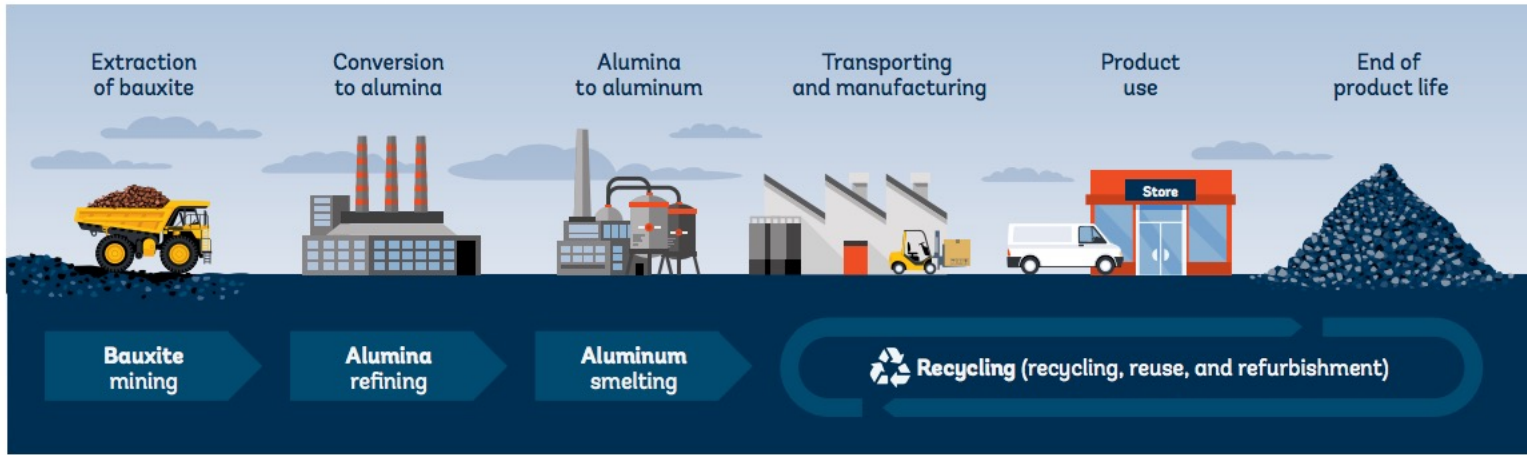 Extraction
of bauxite
Conversion
to alumina
Alumina
to aluminum
Transporting
and manufacturing
Product
use
End of
product life
Store
Bauxite
mining
Alumina
refining
Aluminum
smelting
Recycling (recycling, reuse, and refurbishment)